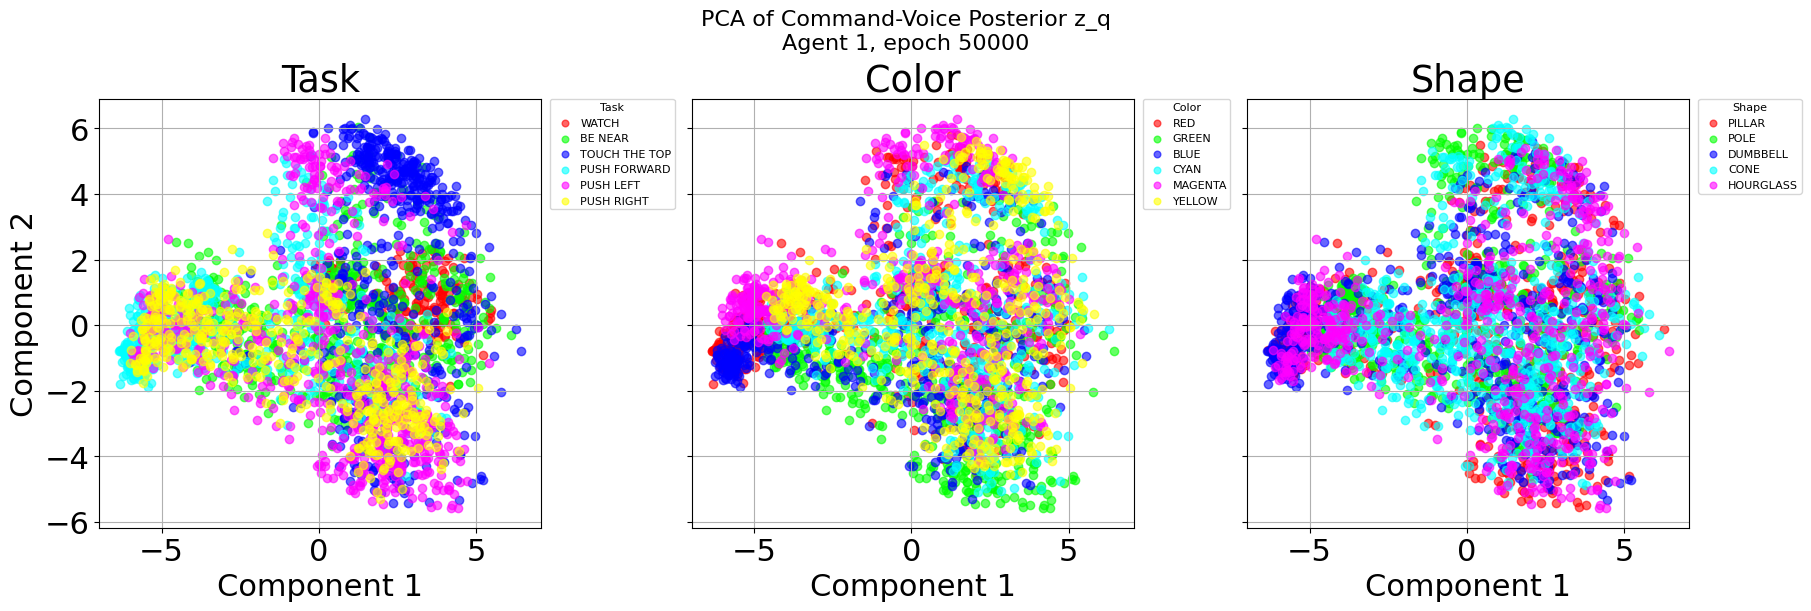 PCA of Command-Voice Posterior z_q
Agent 1, epoch 50000
Task
Component 2
6
4
2
0
−2
−4
−6
−5
0
5
Component 1
Task
WATCH
BE NEAR
TOUCH THE TOP
PUSH FORWARD
PUSH LEFT
PUSH RIGHT
Color
−5
0
5
Component 1
Color
RED
GREEN
BLUE
CYAN
MAGENTA
YELLOW
Shape
−5
0
5
Component 1
Shape
PILLAR
POLE
DUMBBELL
CONE
HOURGLASS